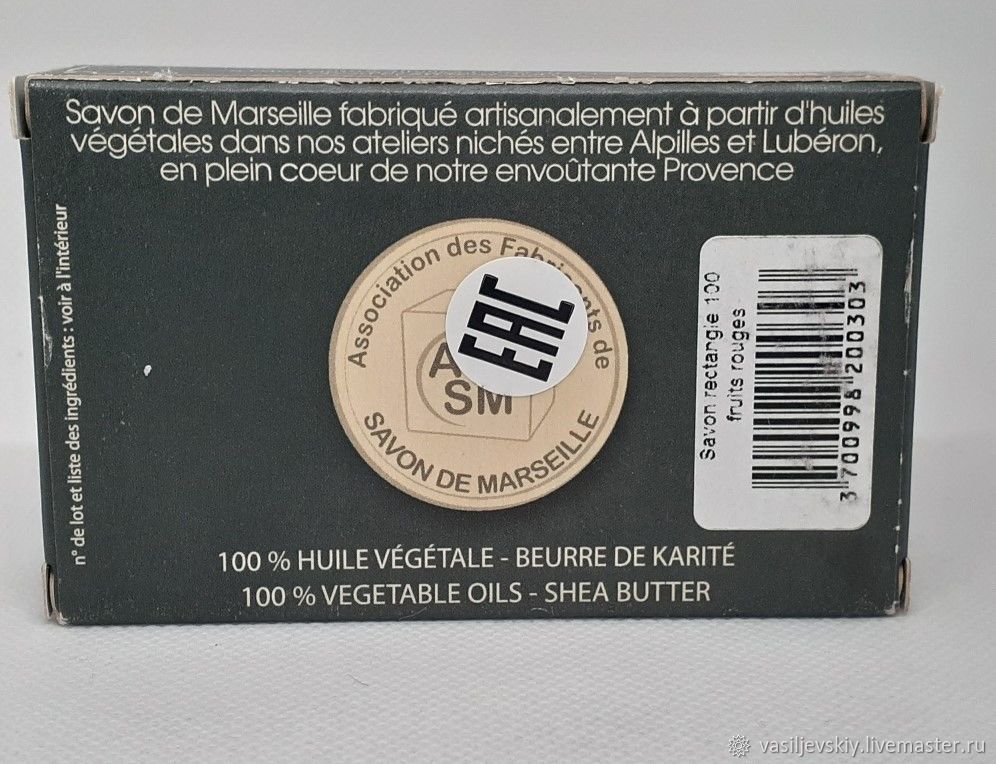 Savon de Marseille fabriqué artisanalement à partir d'huiles
végétales dans nos ateliers nichés entre Alpilles et Lubéron,
en plein coeur de notre envoûtante Provence
n° de lot et liste des ingrédients : voir à l'intérieur
Association des de
EAC
SM
SAVON DE MARSEILLE
Savon rectangle 100
fruits rouges
3 700998 200303
100 % HUILE VÉGÉTALE - BEURRE DE KARITÉ
100 % VEGETABLE OILS - SHEA BUTTER
vasiljevskiy.livemaster.ru